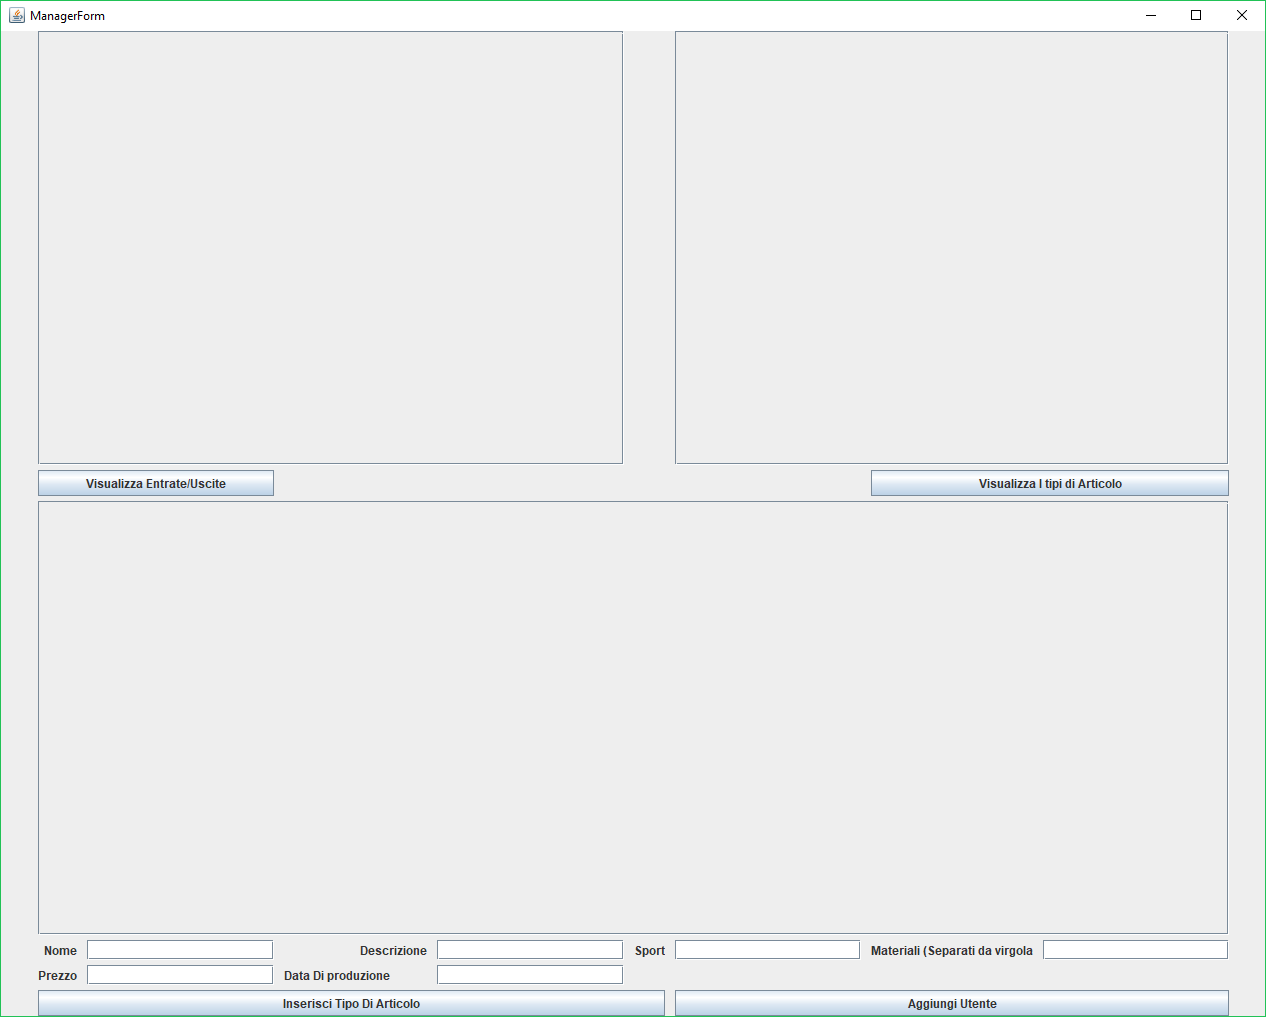 ManagerForm
Visualizza Entrate/Uscite
Visualizza I tipi di Articolo
Nome Descrizione Sport Materiali (Separati da virgola
Prezzo Data Di produzione
Inserisci Tipo Di Articolo Aggiungi Utente